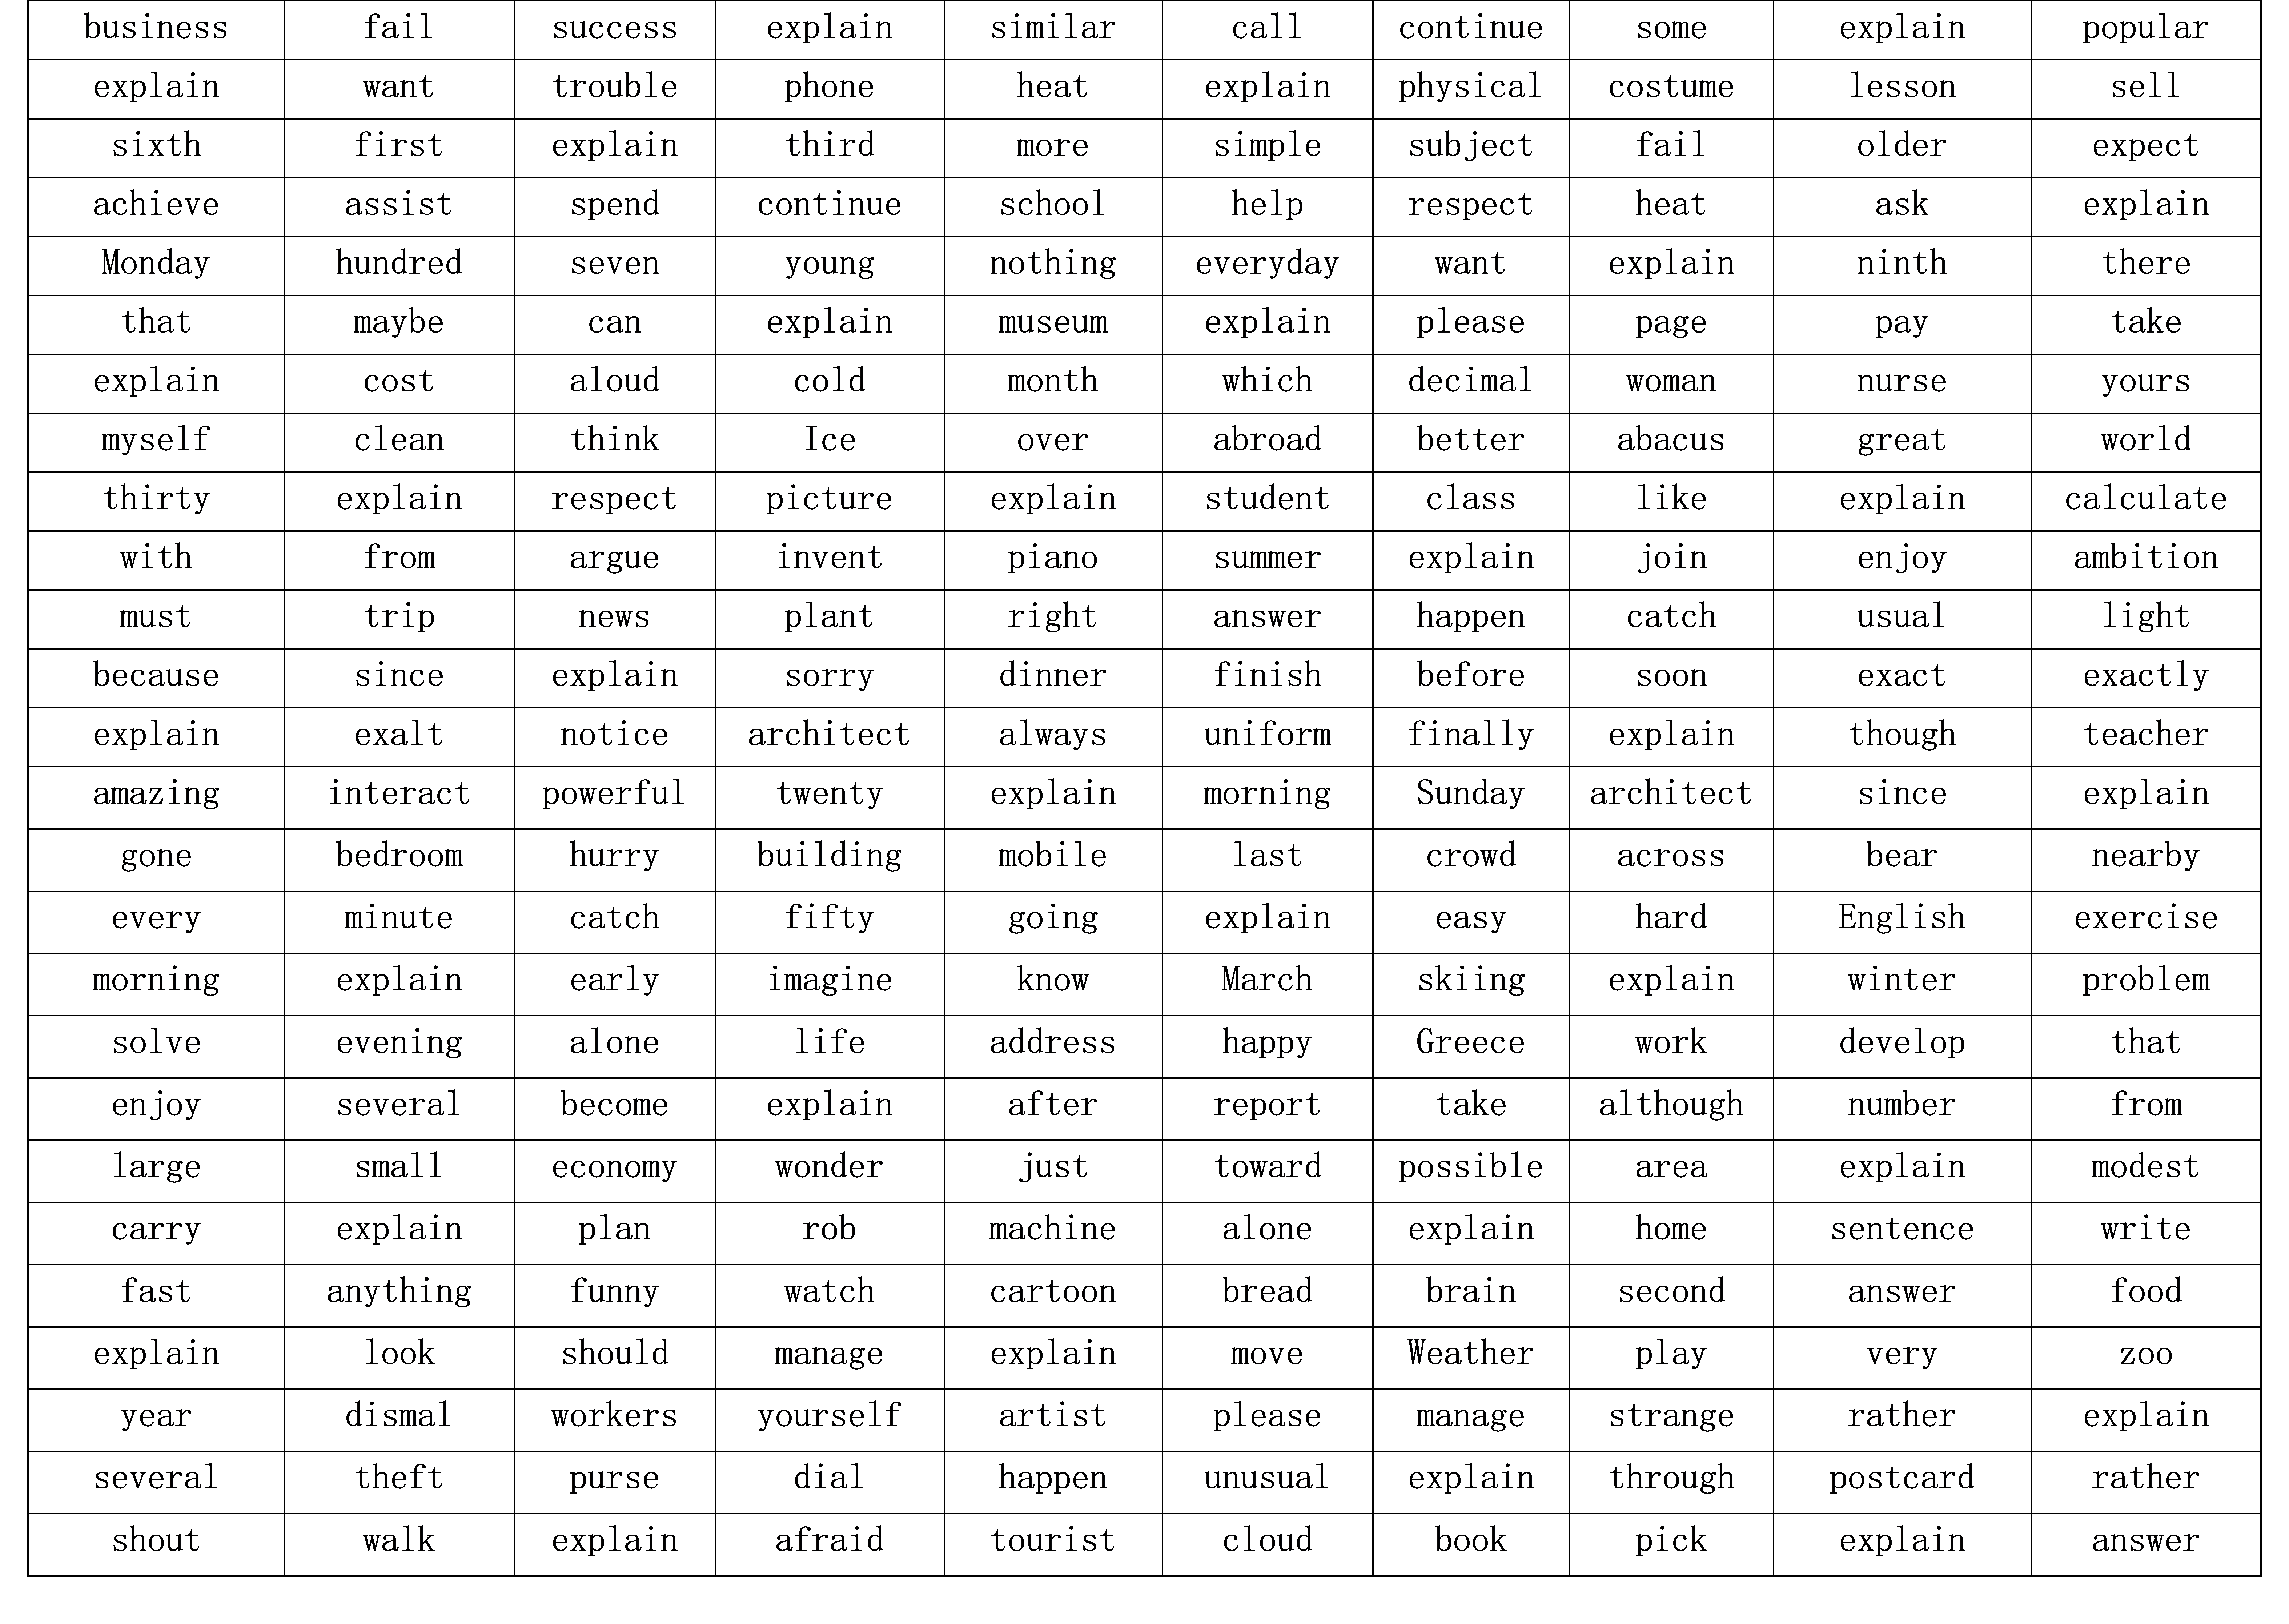 business fail success explain similar call continue some explain popular
explain want trouble phone heat explain physical costume lesson sell
sixth first explain third more simple subject fail older expect
achieve assist spend continue school help respect heat ask explain
Monday hundred seven young nothing everyday want explain ninth there
that maybe can explain museum explain please page pay take
explain cost aloud cold month which decimal woman nurse yours
myself clean think Ice over abroad better abacus great world
thirty explain respect picture explain student class like explain calculate
with from argue invent piano summer explain join enjoy ambition
must trip news plant right answer happen catch usual light
because since explain sorry dinner finish before soon exact exactly
explain exalt notice architect always uniform finally explain though teacher
amazing interact powerful twenty explain morning Sunday architect since explain
gone bedroom hurry building mobile last crowd across bear nearby
every minute catch fifty going explain easy hard English exercise
morning explain early imagine know March skiing explain winter problem
solve evening alone life address happy Greece work develop that
enjoy several become explain after report take although number from
large small economy wonder just toward possible area explain modest
carry explain plan rob machine alone explain home sentence write
fast anything funny watch cartoon bread brain second answer food
explain look should manage explain move Weather play very zoo
year dismal workers yourself artist please manage strange rather explain
several theft purse dial happen unusual explain through postcard rather
shout walk explain afraid tourist cloud book pick explain answer